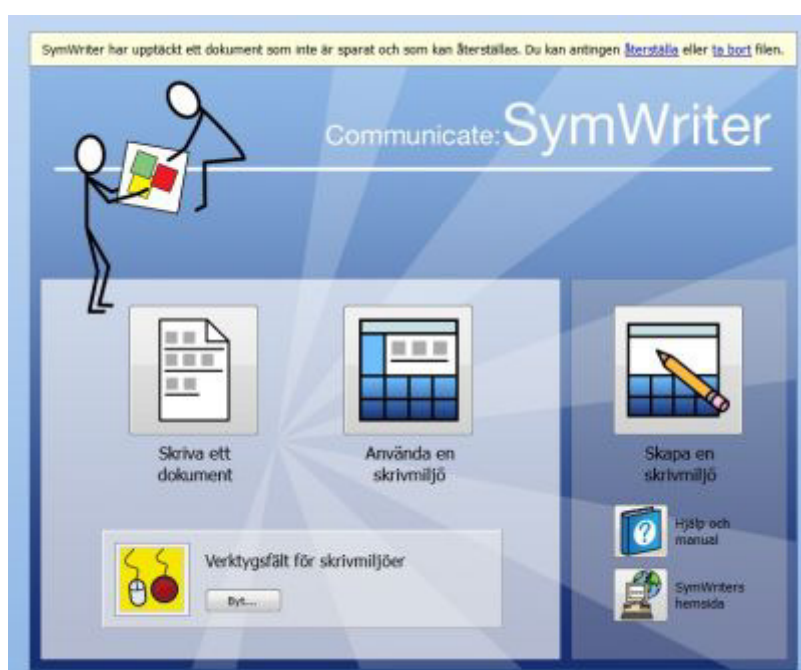 SymWriter har upptäckt ett dokument som inte är sparat och som kan återställas. Du kan antingen återställa eller ta bort filen.
Communicate: SymWriter
Skriva ett
dokument
Använda en
skrivmiljö
Skapa en
skrivmiljö
Hjälp och
manual
Verktygsfält för skrivmiljöer
Byt...
SymWriters
hemsida